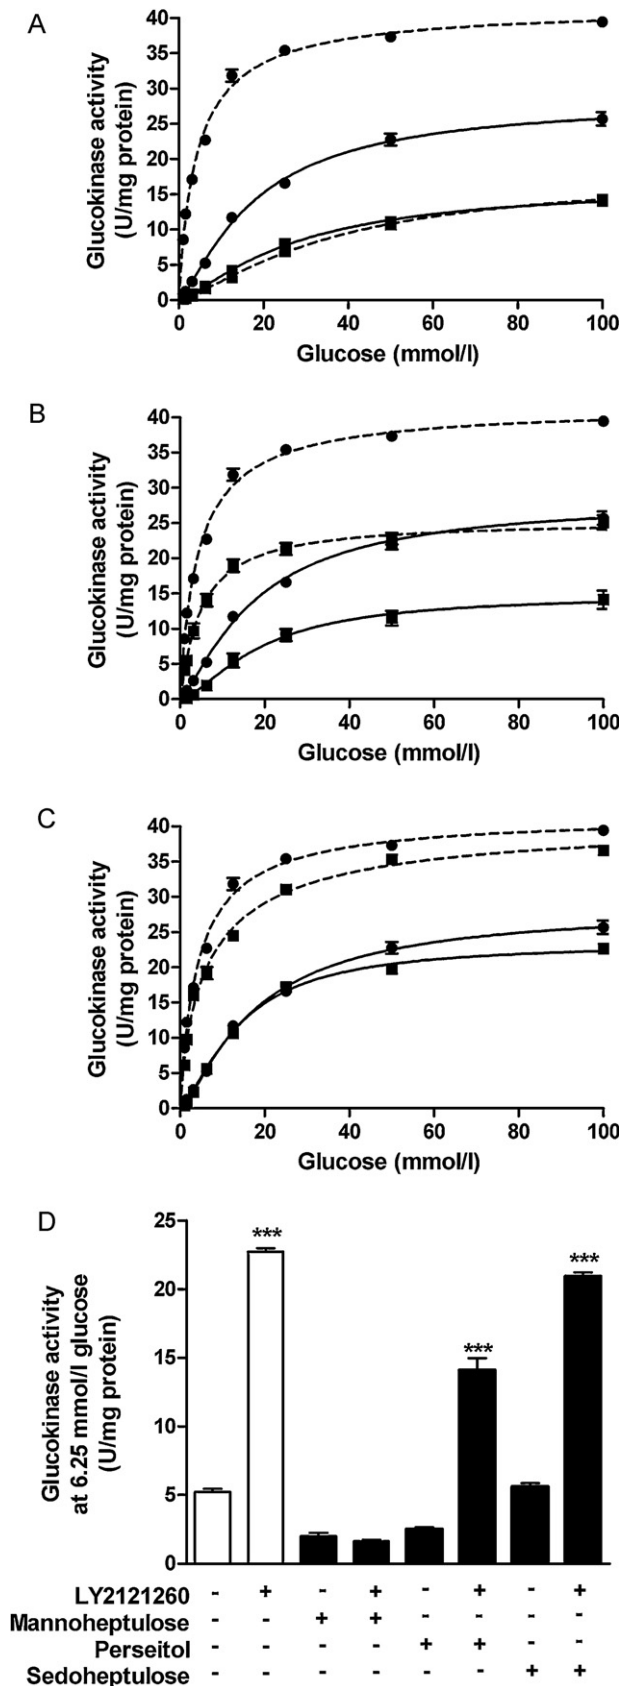 A
Glucokinase activity
(U/mg protein)
40
35
30
25
20
15
10
5
0
0 20 40 60 80 100
Glucose (mmol/l)
B
Glucokinase activity
(U/mg protein)
40
35
30
25
20
15
10
5
0
0 20 40 60 80 100
Glucose (mmol/l)
C
Glucokinase activity
(U/mg protein)
40
35
30
25
20
15
10
5
0
0 20 40 60 80 100
Glucose (mmol/l)
D
Glucokinase activity
at 6.25 mmol/l glucose
(U/mg protein)
25
20
15
10
5
0
*** *** ***
LY2121260 - + - + - + - +
Mannoheptulose - - + + - - - -
Perseitol - - - - + + - -
Sedoheptulose - - - - - - + +